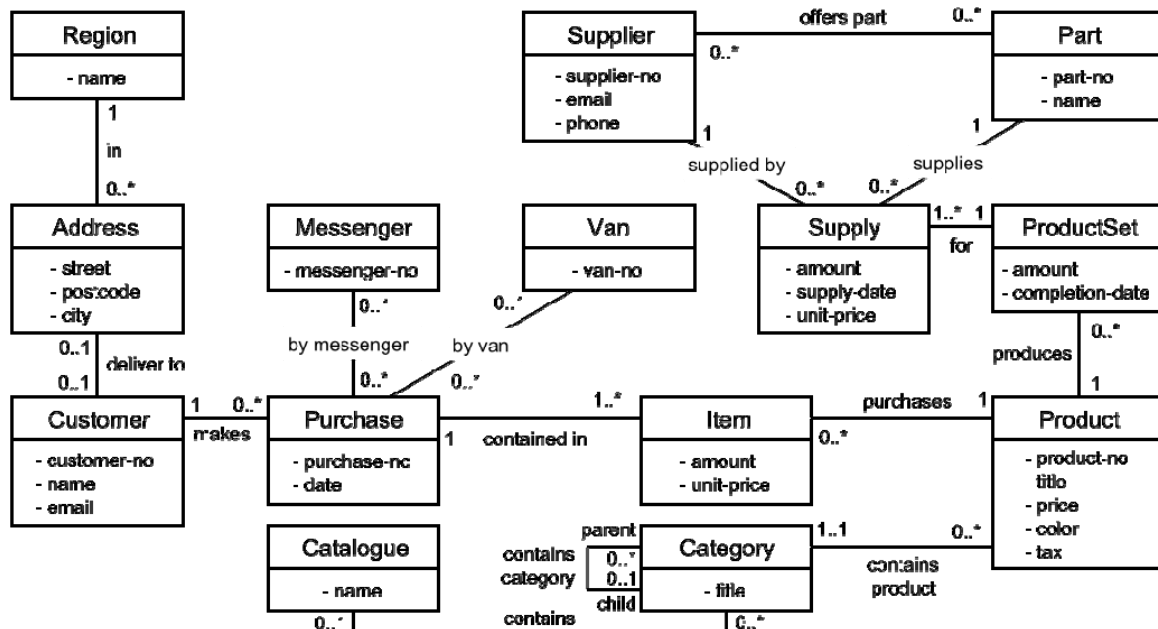 Region
- name
1
in
0..*
Address
- street
- postcode
- city
0..1
deliver to
0..1
Customer
- customer-no
- name
- email
1
0..*
makes
Messenger
- messenger-no
0..*
by messenger
0..*
Van
- van-no
0..*
by van
0..*
Purchase
- purchase-no
- date
1
contained in
1..*
Item
- amount
- unit-price
purchases
0..*
1
Supplier
- supplier-no
- email
- phone
offers part
0..*
0..*
Part
- part-no
- name
1
supplied by
0..*
1
supplies
0..*
Supply
- amount
- supply-date
- unit-price
1..*
1
for
ProductSet
- amount
- completion-date
0..*
produces
1
Product
- product-no
title
- price
- color
- tax
Catalogue
- name
0..*
parent
contains
category
0..*
0..1
child
contains
Category
- title
0..*
1..1
0..*
contains
product